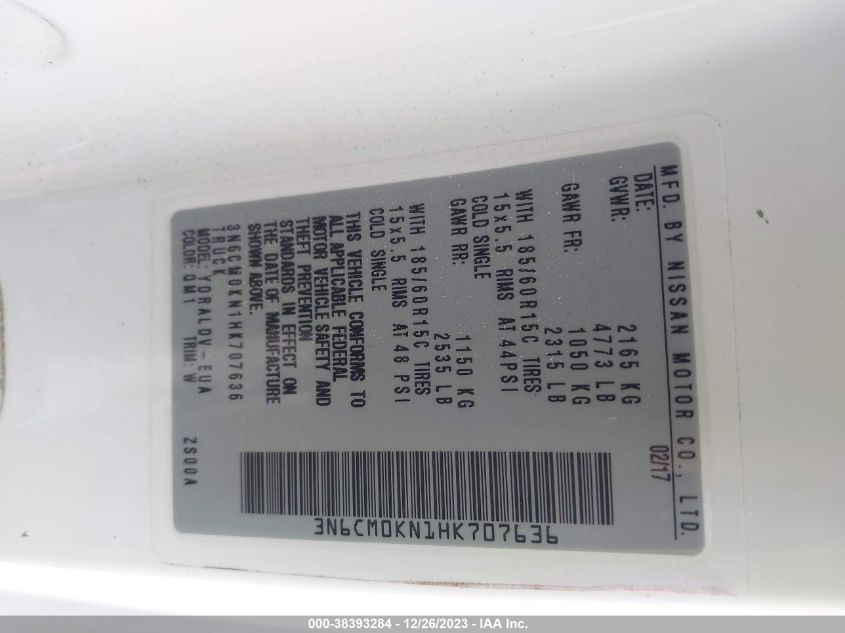 MFD. BY NISSAN MOTOR CO., LTD.
DATE: 02/17
GVWR: 2165 KG
4773 LB
GAWR FR: 1050 KG
2315 LB
WITH 185/60R15C TIRES
15x5.5 RIMS AT 44PSI
COLD SINGLE
GAWR RR: 1150 KG
2535 LB
WITH 185/60R15C TIRES
15x5.5 RIMS AT 48 PSI
COLD SINGLE
THIS VEHICLE CONFORMS TO
ALL APPLICABLE FEDERAL
MOTOR VEHICLE SAFETY AND
THEFT PREVENTION
STANDARDS IN EFFECT ON
THE DATE OF MANUFACTURE
SHOWN ABOVE.
3N6CM0KN1HK707636
TRUCK
MODEL: YDRALDV-EUA
COLOR: QM1 TRIM: W ZS00A
3N6CM0KN1HK707636
000-38393284 - 12/26/2023 - IAA Inc.